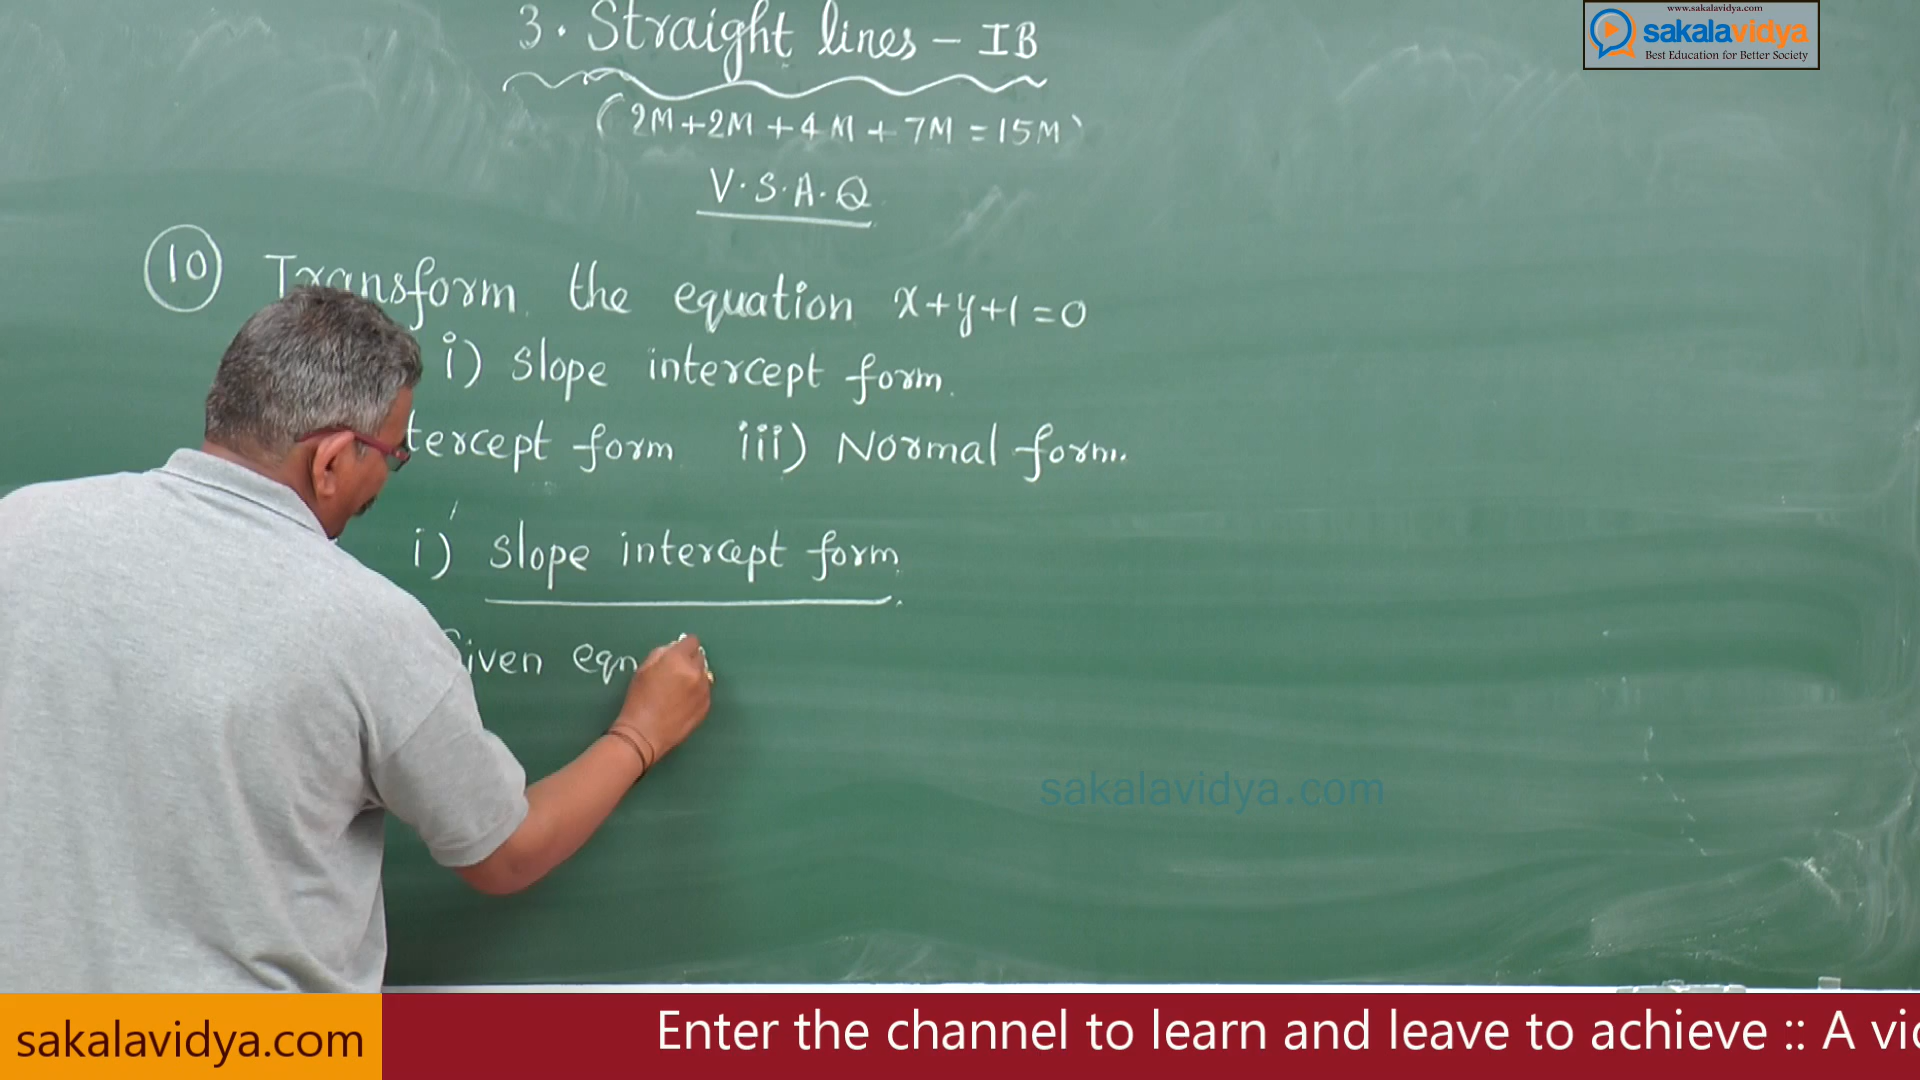 3. Straight lines - IB
(2M+2M+4M+7M=15M)
V.S.A.Q
10 Transform the equation x+y+1=0
i) slope intercept form.
tercept form iii) Normal form.
i) slope intercept form.
Given eqn
www.sakalavidya.com
sakalavidya
Best Education for Better Society
sakalavidya.com
sakalavidya.com
Enter the channel to learn and leave to achieve :: A vi